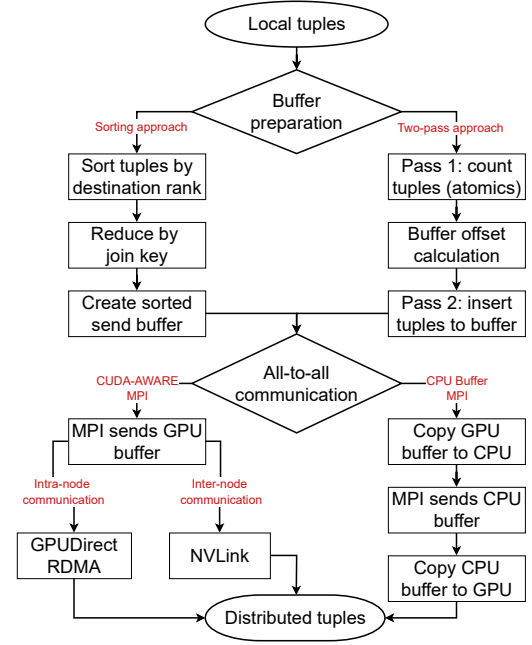 Local tuples
Buffer
preparation
Sorting approach
Two-pass approach
Sort tuples by
destination rank
Pass 1: count
tuples (atomics)
Reduce by
join key
Buffer offset
calculation
Create sorted
send buffer
Pass 2: insert
tuples to buffer
All-to-all
communication
CUDA-AWARE
MPI
CPU Buffer
MPI
MPI sends GPU
buffer
Copy GPU
buffer to CPU
Intra-node
communication
Inter-node
communication
MPI sends CPU
buffer
GPUDirect
RDMA
NVLink
Copy CPU
buffer to GPU
Distributed tuples